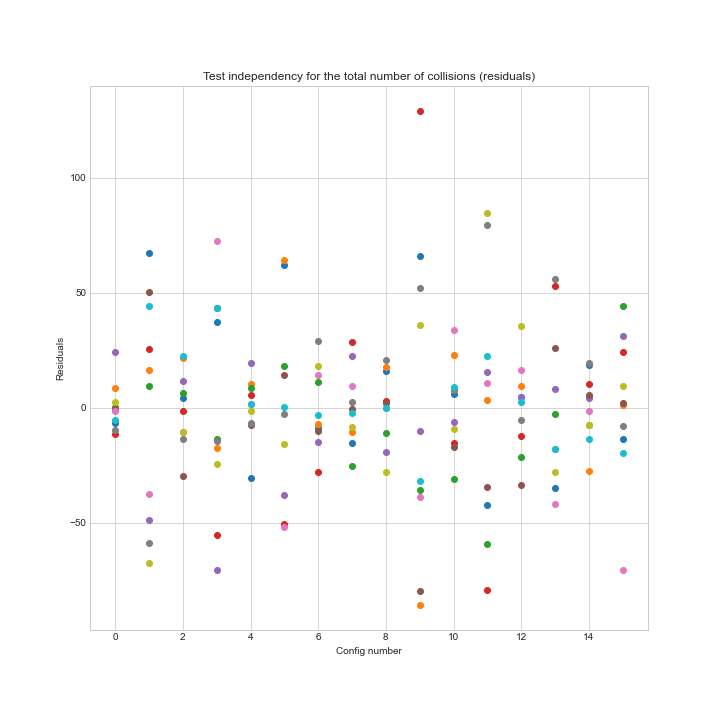 Test independency for the total number of collisions (residuals)
100
50
0
−50
Residuals
0 2 4 6 8 10 12 14
Config number